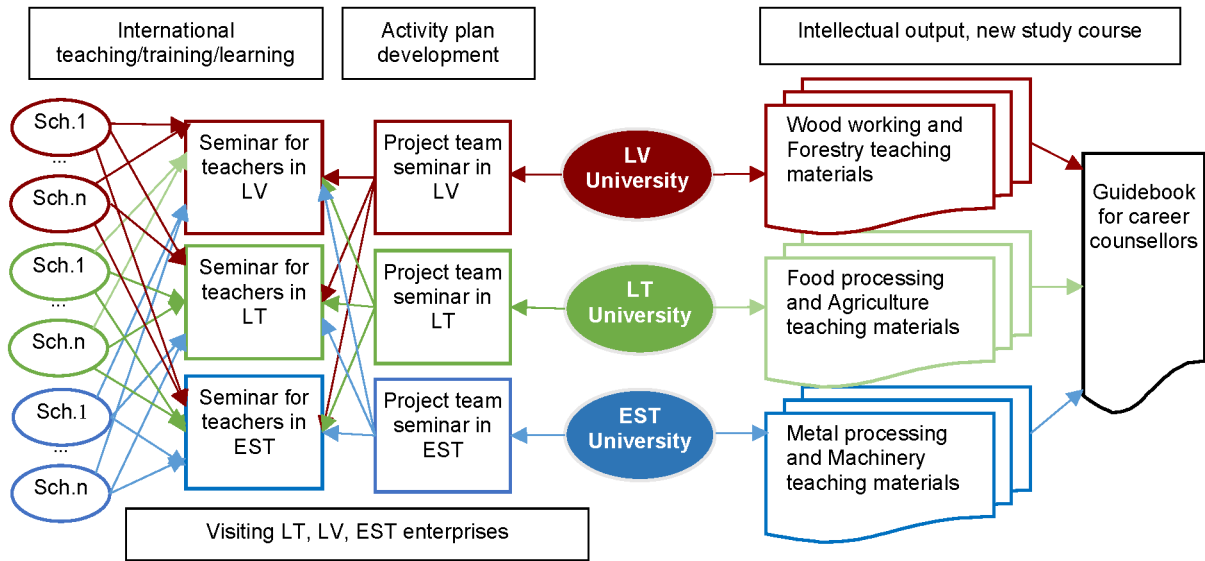 International
teaching/training/learning
Activity plan
development
Intellectual output, new study course
Sch.1
...
Sch.n
Sch.1
...
Sch.n
Sch.1
...
Sch.n
Seminar for
teachers in
LV
Seminar for
teachers in
LT
Seminar for
teachers in
EST
Project team
seminar in
LV
Project team
seminar in
LT
Project team
seminar in
EST
LV
University
LT
University
EST
University
Wood working and
Forestry teaching
materials
Food processing
and Agriculture
teaching materials
Metal processing
and Machinery
teaching materials
Guidebook
for career
counsellors
Visiting LT, LV, EST enterprises